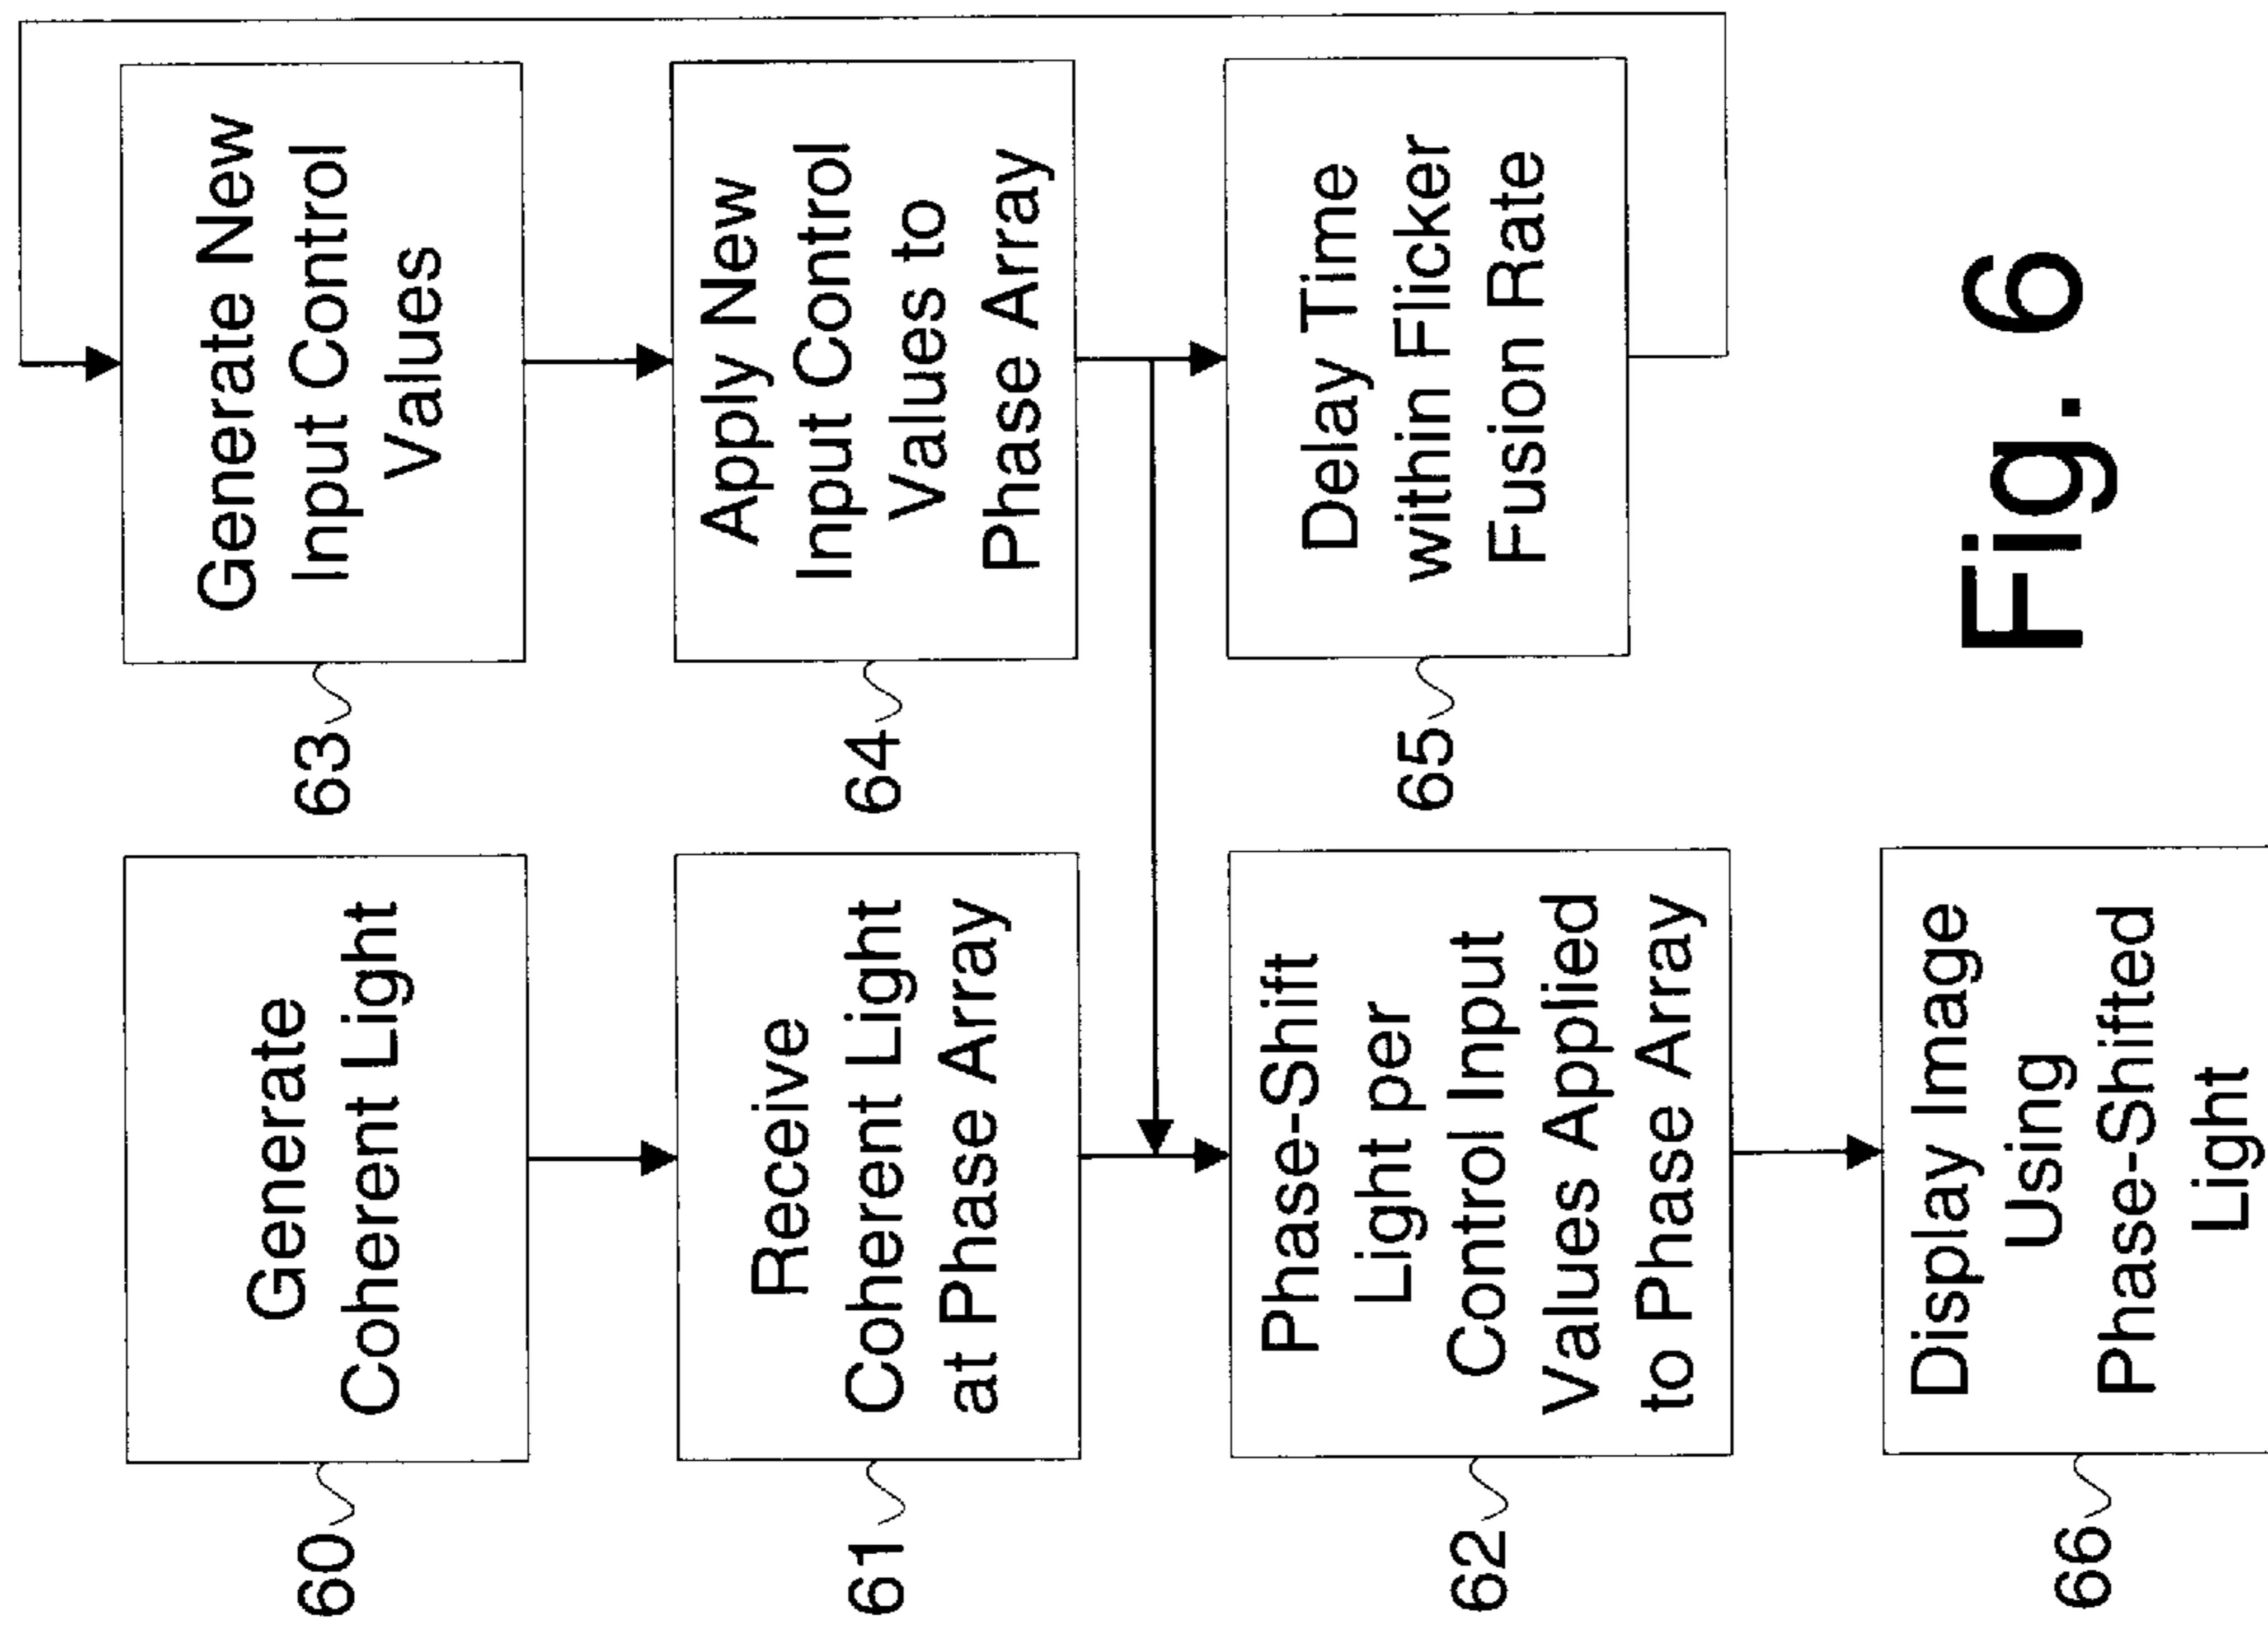 60
Generate
Coherent Light
61
Receive
Coherent Light
at Phase Array
62
Phase-Shift
Light per
Control Input
Values Applied
to Phase Array
66
Display Image
Using
Phase-Shifted
Light
63
Generate New
Input Control
Values
64
Apply New
Input Control
Values to
Phase Array
65
Delay Time
within Flicker
Fusion Rate
Fig. 6